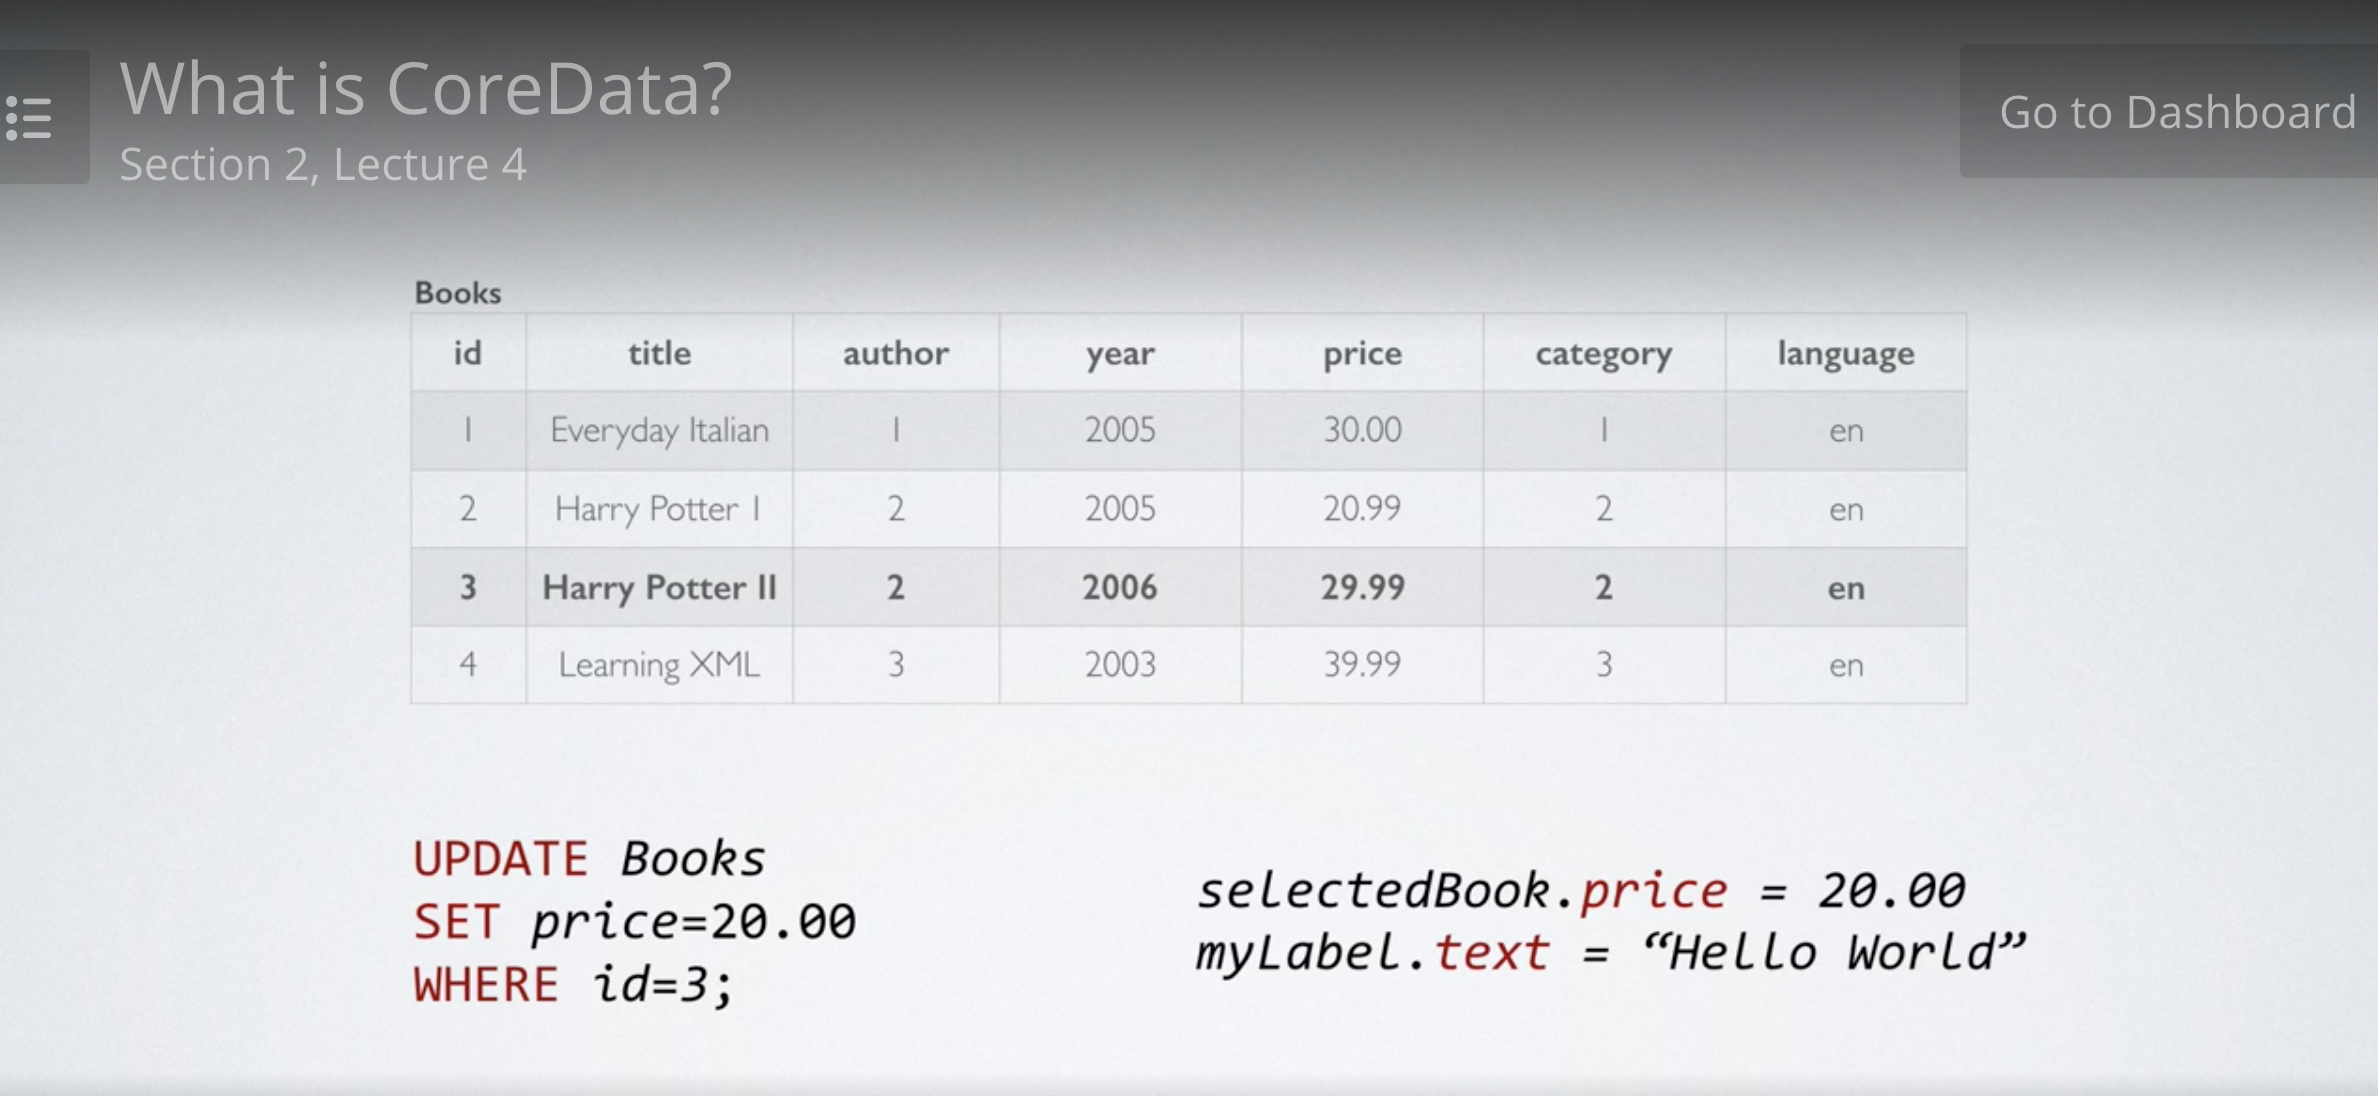 What is CoreData?
Section 2, Lecture 4
Go to Dashboard
Books
id title author year price category language
1 Everyday Italian 1 2005 30.00 1 en
2 Harry Potter 1 2 2005 20.99 2 en
3 Harry Potter II 2 2006 29.99 2 en
4 Learning XML 3 2003 39.99 3 en
UPDATE Books
SET price=20.00
WHERE id=3;
selectedBook.price = 20.00
myLabel.text = “Hello World”